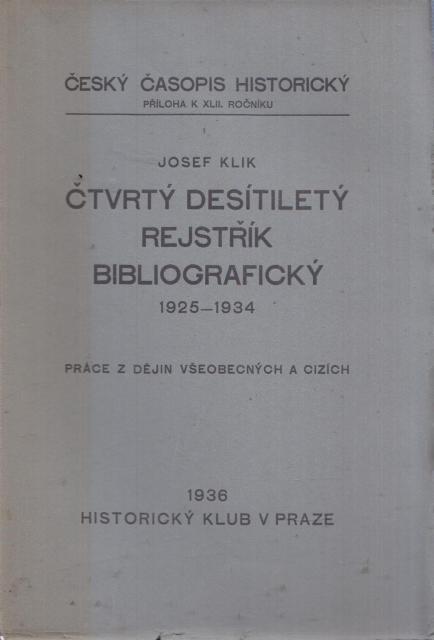 ČESKÝ ČASOPIS HISTORICKÝ
PŘÍLOHA K XLII. ROČNÍKU
JOSEF KLIK
ČTVRTÝ DESÍTILETÝ
REJSTŘÍK
BIBLIOGRAFICKÝ
1925—1934
PRÁCE Z DĚJIN VŠEOBECNÝCH A CIZÍCH
1936
HISTORICKÝ KLUB V PRAZE